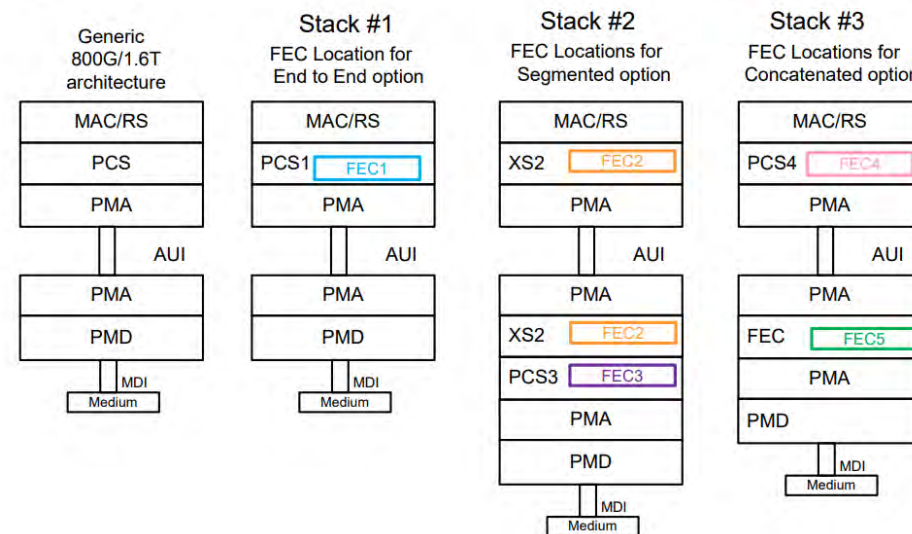 Generic
800G/1.6T
architecture
MAC/RS
PCS
PMA
AUI
PMA
PMD
MDI
Medium
Stack #1
FEC Location for
End to End option
MAC/RS
PCS1 FEC1
PMA
AUI
PMA
PMD
MDI
Medium
Stack #2
FEC Locations for
Segmented option
MAC/RS
XS2 FEC2
PMA
AUI
PMA
XS2 FEC2
PCS3 FEC3
PMA
PMD
MDI
Medium
Stack #3
FEC Locations for
Concatenated option
MAC/RS
PCS4 FEC4
PMA
AUI
PMA
FEC FEC5
PMA
PMD
MDI
Medium